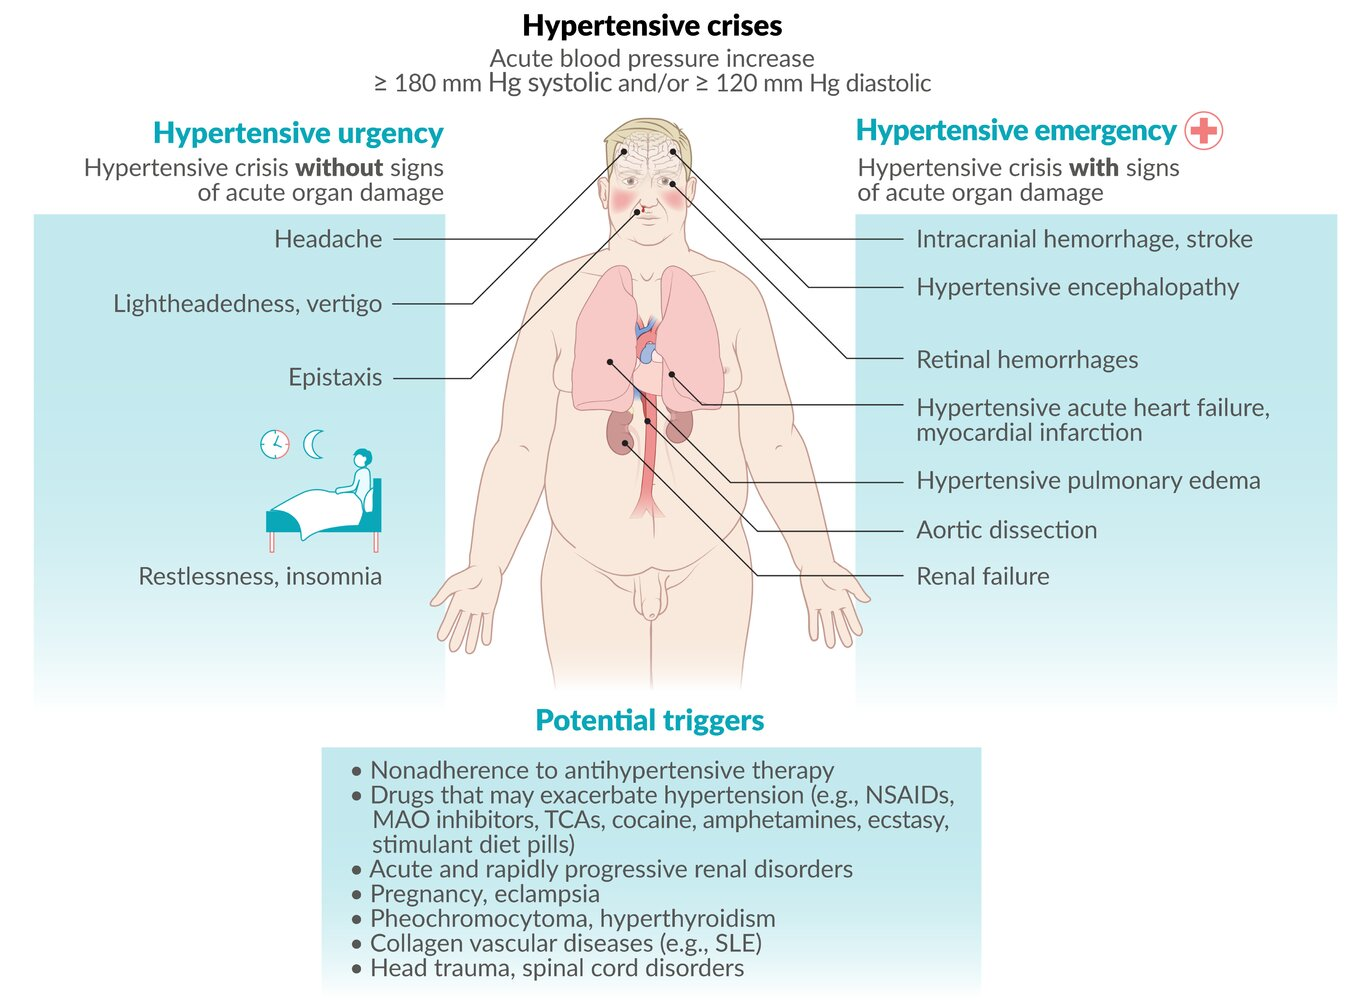 Hypertensive crises
Acute blood pressure increase
≥ 180 mm Hg systolic and/or ≥ 120 mm Hg diastolic
Hypertensive urgency
Hypertensive crisis without signs
of acute organ damage
Headache
Lightheadedness, vertigo
Epistaxis
Restlessness, insomnia
Hypertensive emergency
Hypertensive crisis with signs
of acute organ damage
Intracranial hemorrhage, stroke
Hypertensive encephalopathy
Retinal hemorrhages
Hypertensive acute heart failure,
myocardial infarction
Hypertensive pulmonary edema
Aortic dissection
Renal failure
Potential triggers
• Nonadherence to antihypertensive therapy
• Drugs that may exacerbate hypertension (e.g., NSAIDs,
MAO inhibitors, TCAs, cocaine, amphetamines, ecstasy,
stimulant diet pills)
• Acute and rapidly progressive renal disorders
• Pregnancy, eclampsia
• Pheochromocytoma, hyperthyroidism
• Collagen vascular diseases (e.g., SLE)
• Head trauma, spinal cord disorders